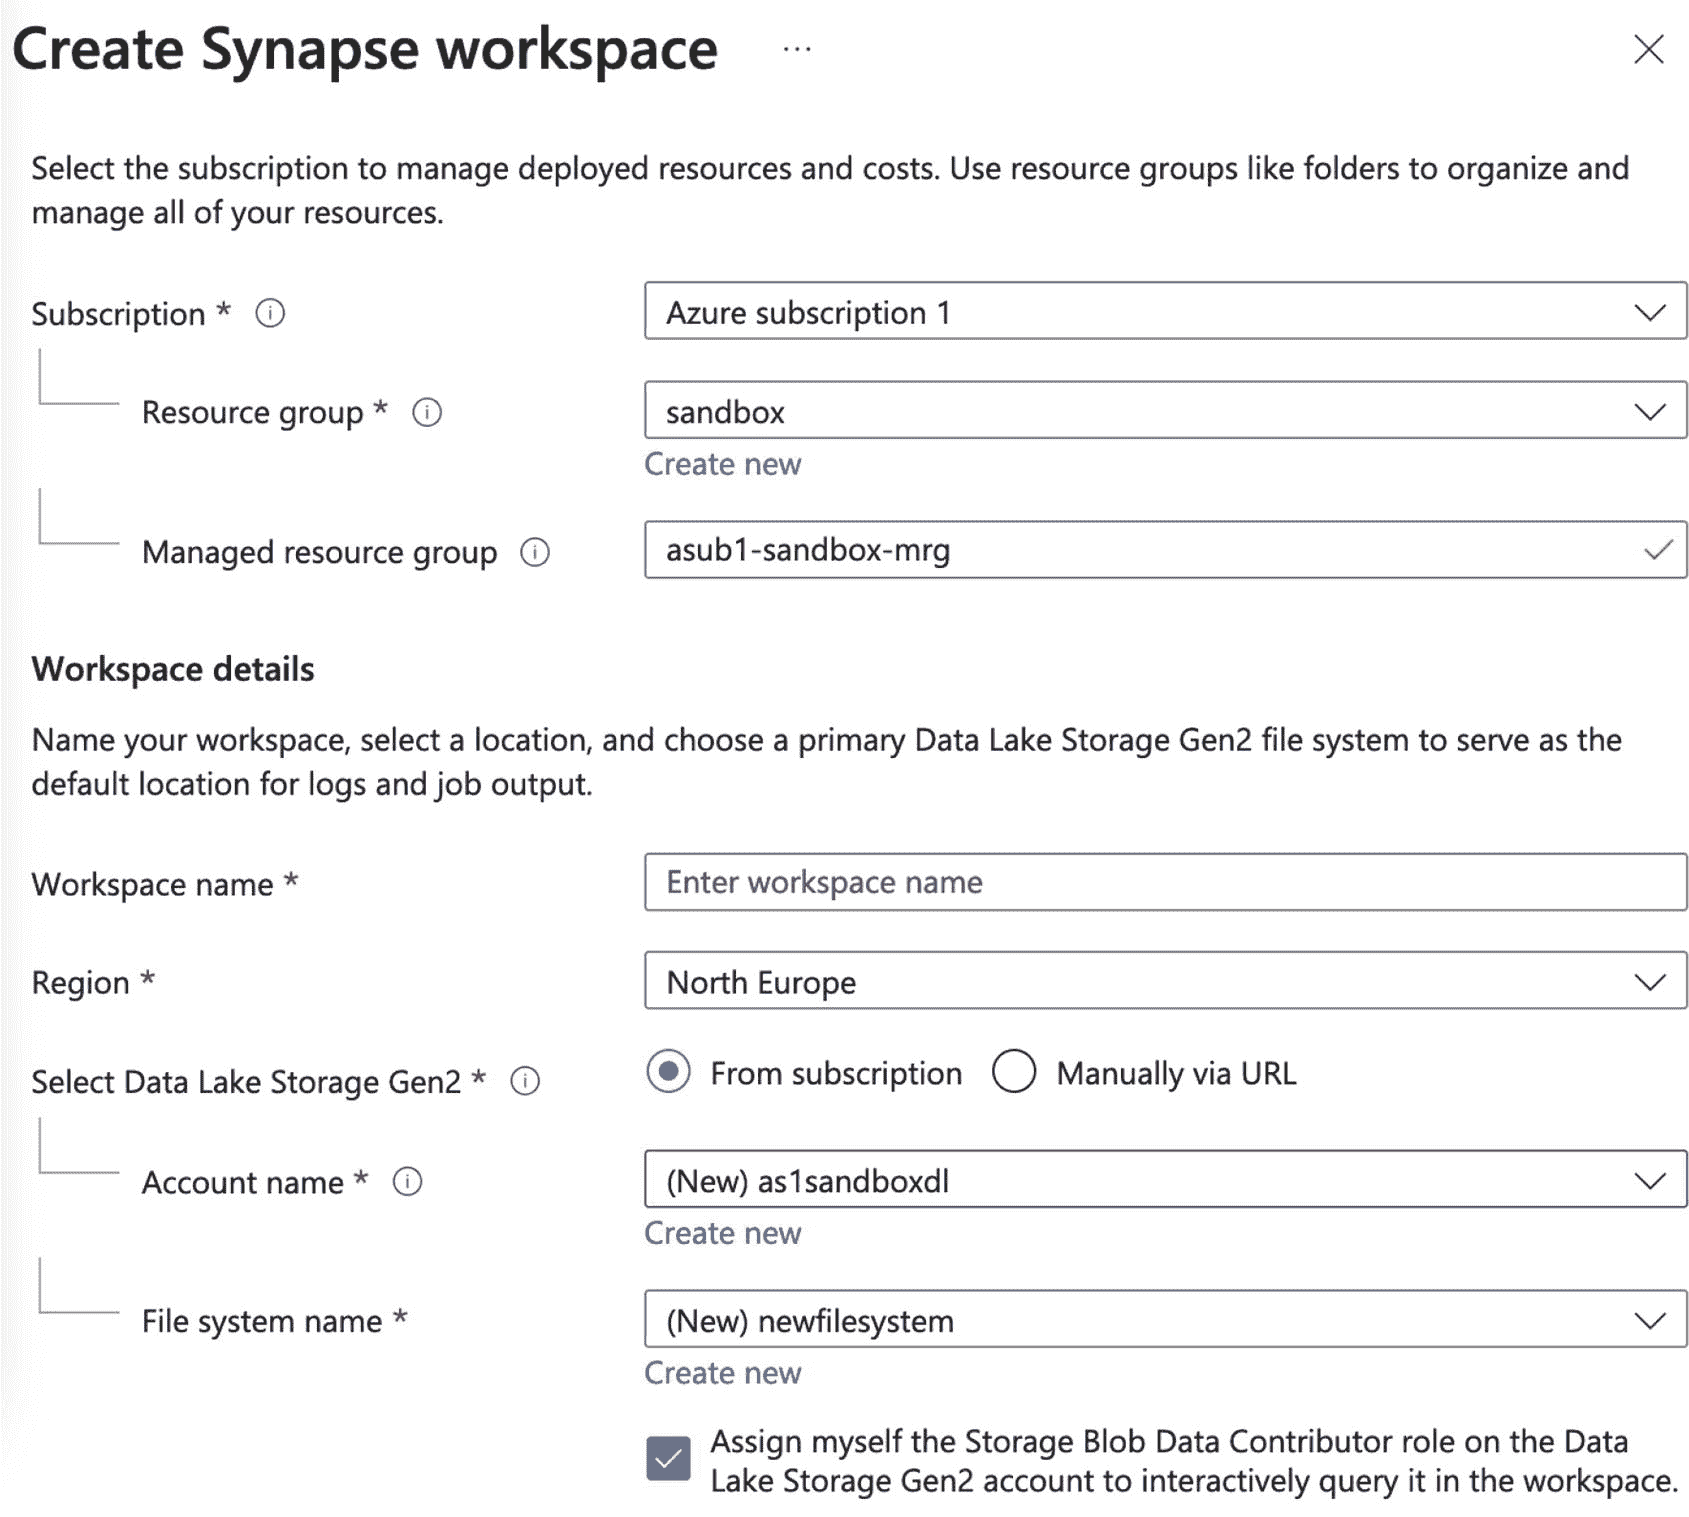 Create Synapse workspace ...
Select the subscription to manage deployed resources and costs. Use resource groups like folders to organize and
manage all of your resources.
Subscription *
Azure subscription 1
Resource group *
sandbox
Create new
Managed resource group
asub1-sandbox-mrg
Workspace details
Name your workspace, select a location, and choose a primary Data Lake Storage Gen2 file system to serve as the
default location for logs and job output.
Workspace name *
Enter workspace name
Region *
North Europe
Select Data Lake Storage Gen2 *
From subscription
Manually via URL
Account name *
(New) as1sandboxdl
Create new
File system name *
(New) newfilesystem
Create new
Assign myself the Storage Blob Data Contributor role on the Data
Lake Storage Gen2 account to interactively query it in the workspace.